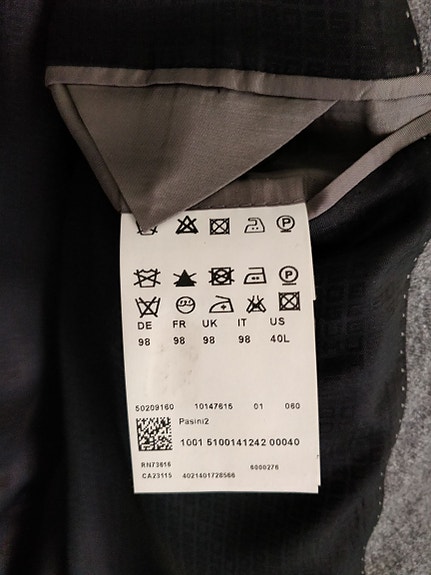 DE FR UK IT US
98 98 98 98 40L
50209160 10147615 01 060
Pasini2
1001 5100141242 00040
RN73616 6000276
CA23115 4021401728566